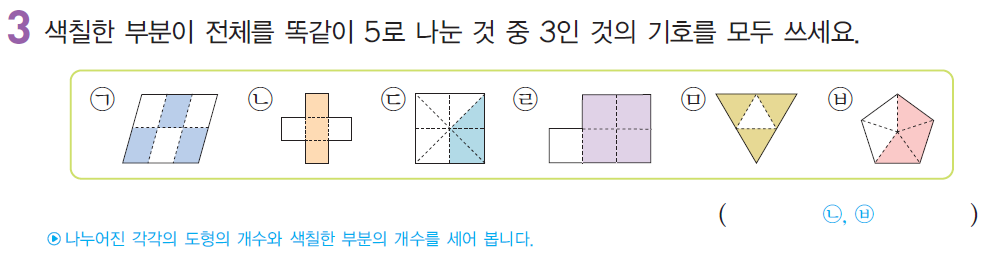 3 색칠한 부분이 전체를 똑같이 5로 나눈 것 중 3인 것의 기호를 모두 쓰세요.
㉠ ㉡ ㉢ ㉣ ㉤ ㉥
( ㉡, ㉥ )
나누어진 각각의 도형의 개수와 색칠한 부분의 개수를 세어 봅니다.